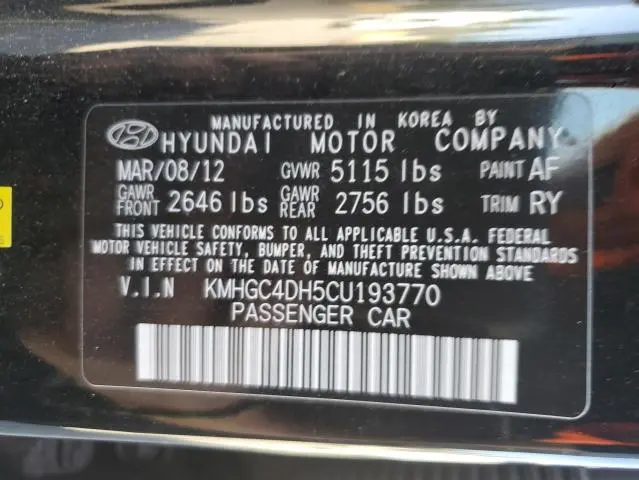 MANUFACTURED IN KOREA BY
HYUNDAI MOTOR COMPANY
MAR/08/12 GVWR 5115 lbs PAINT AF
GAWR FRONT 2646 lbs GAWR REAR 2756 lbs TRIM RY
THIS VEHICLE CONFORMS TO ALL APPLICABLE U.S.A. FEDERAL
MOTOR VEHICLE SAFETY, BUMPER, AND THEFT PREVENTION STANDARDS
IN EFFECT ON THE DATE OF MANUFACTURE SHOWN ABOVE
V.I.N KMHGC4DH5CU193770
PASSENGER CAR